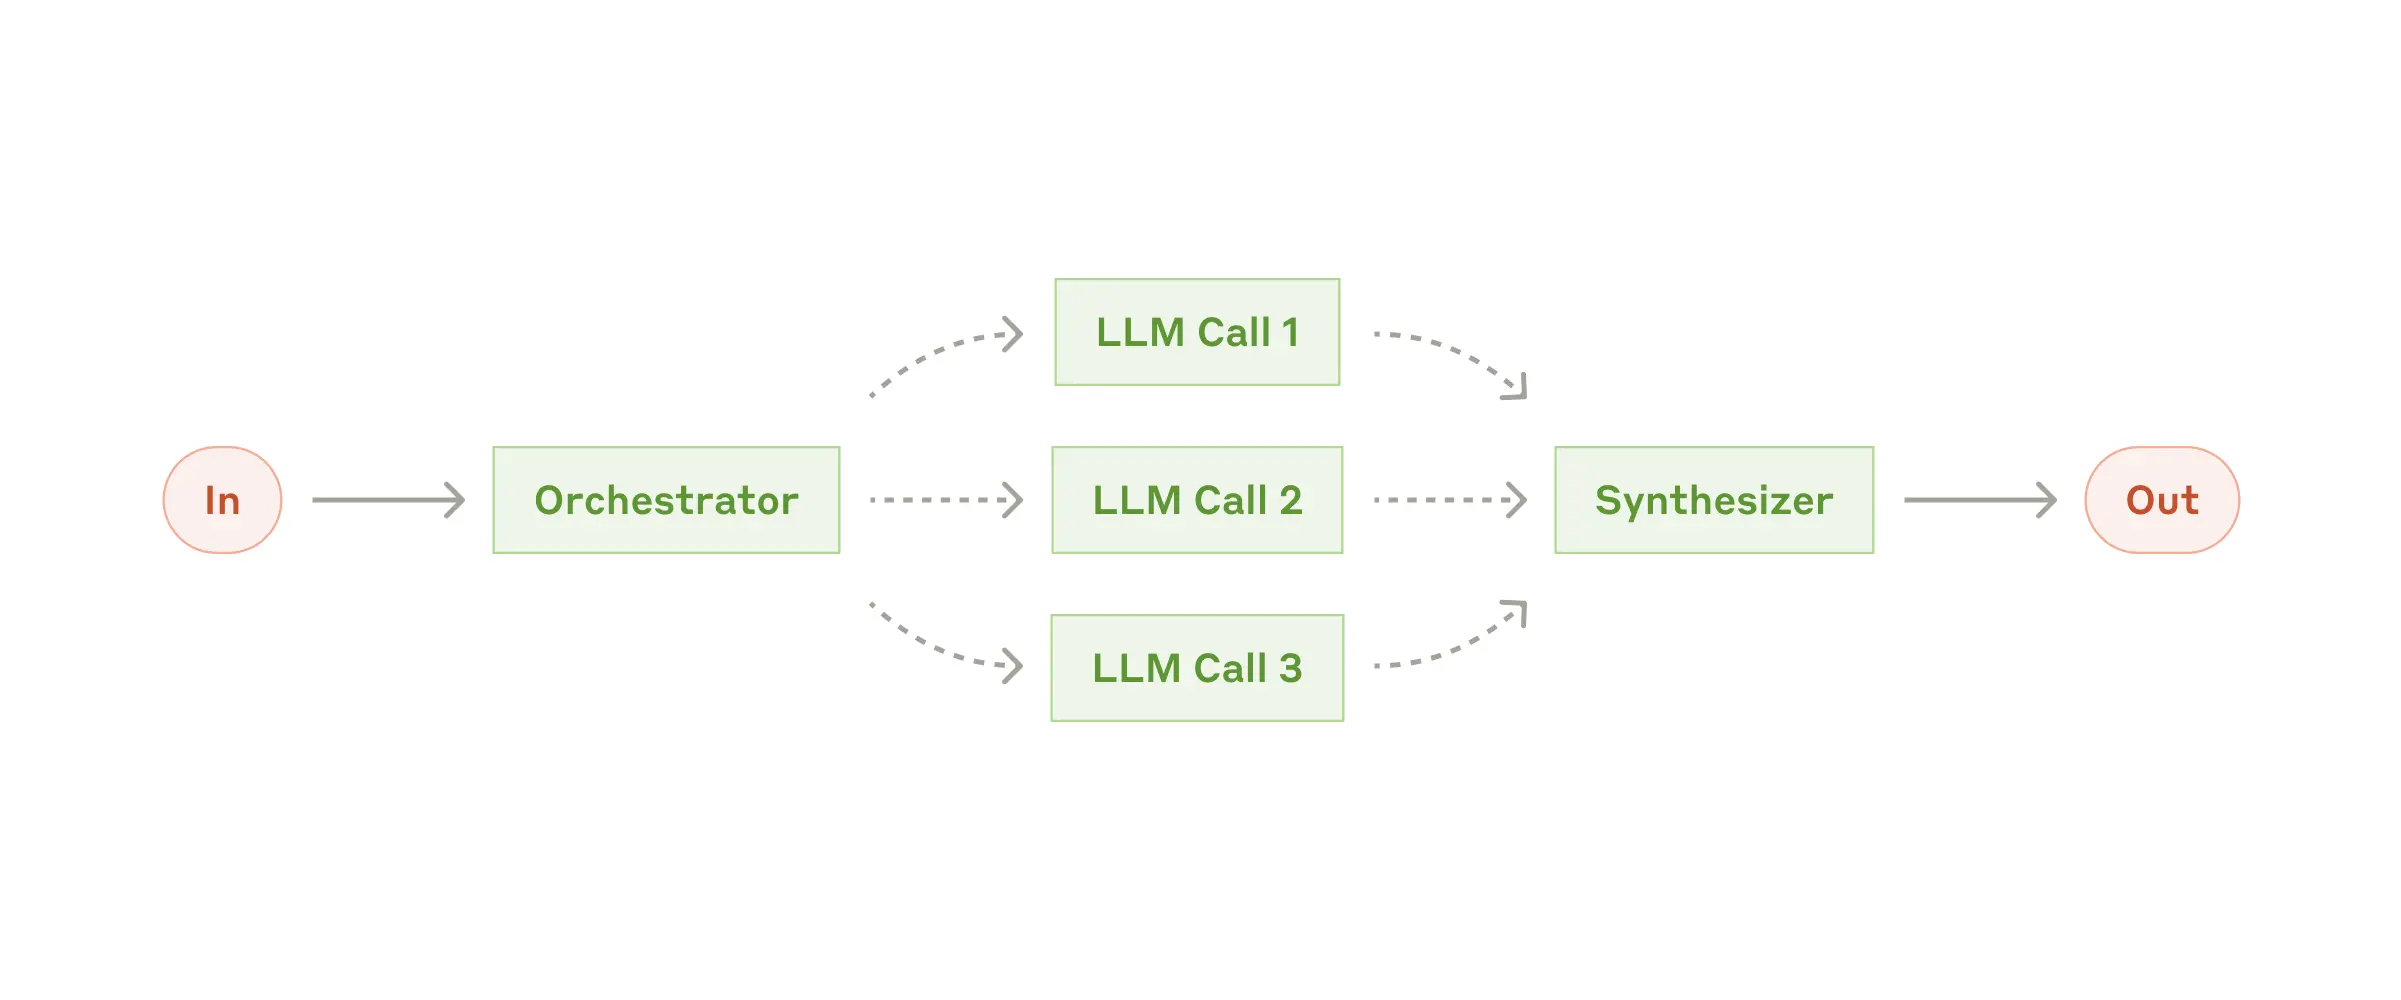 In
Orchestrator
LLM Call 1
LLM Call 2
LLM Call 3
Synthesizer
Out